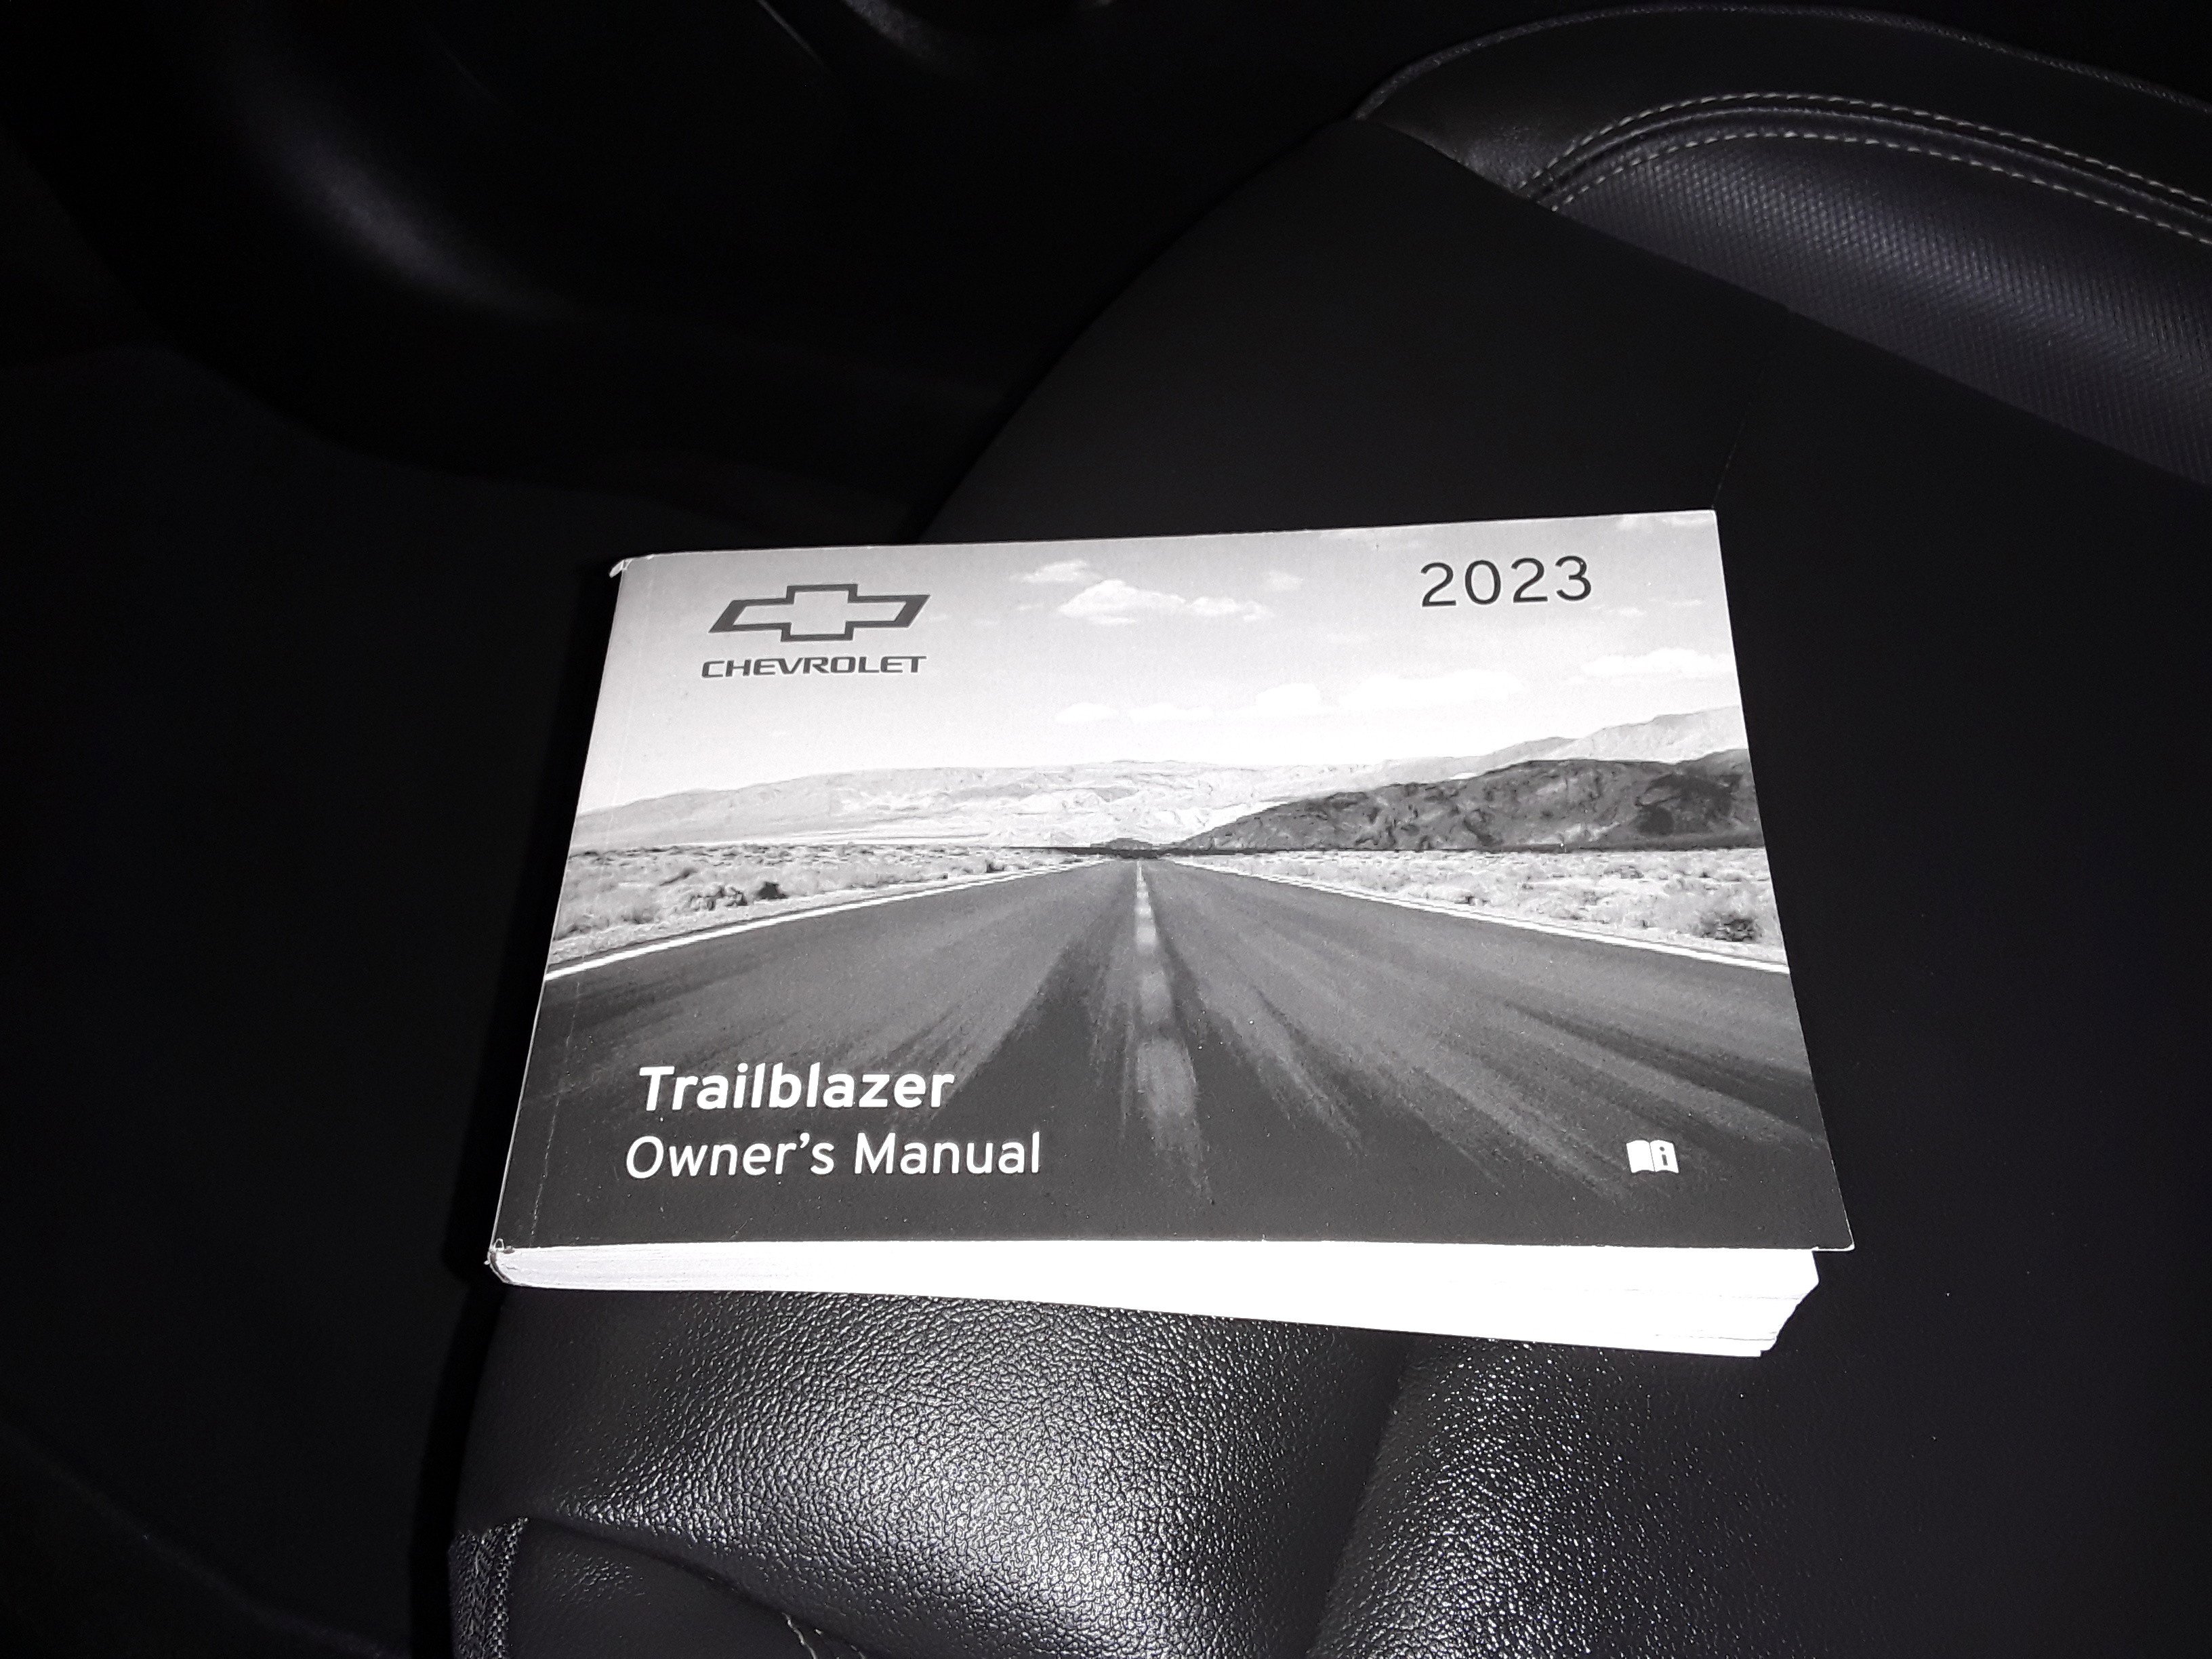 CHEVROLET
2023
Trailblazer
Owner's Manual
i